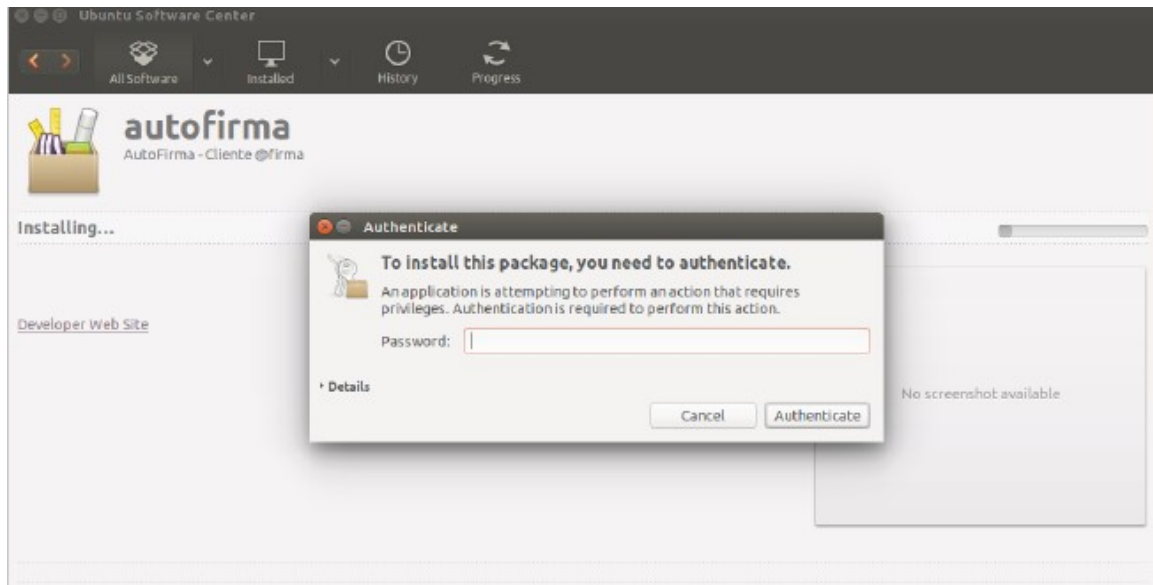 Ubuntu Software Center
All Software
Installed
History
Progress
autofirma
AutoFirma - Cliente @firma
Installing...
Authenticate
To install this package, you need to authenticate.
An application is attempting to perform an action that requires
privileges. Authentication is required to perform this action.
Password:
Details
Cancel
Authenticate
Developer Web Site
No screenshot available